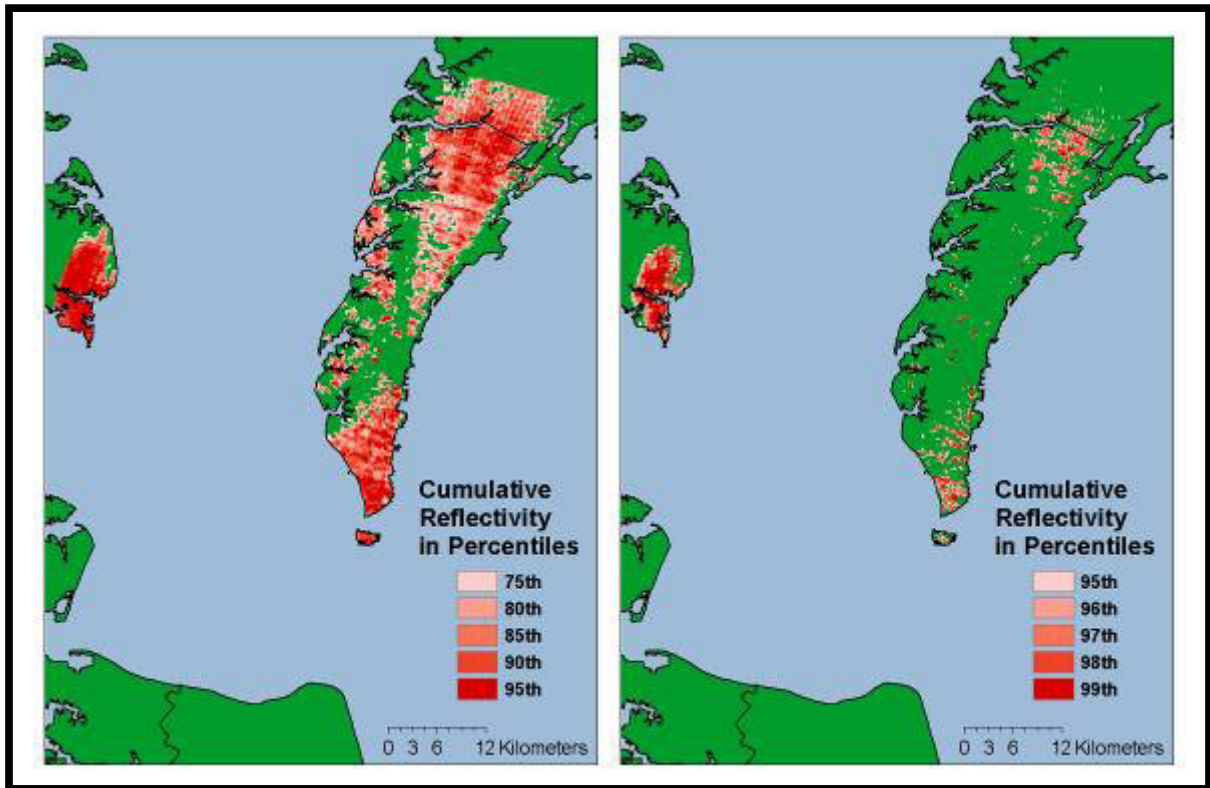 Cumulative
Reflectivity
in Percentiles
75th
80th
85th
90th
95th
0 3 6 12 Kilometers
Cumulative
Reflectivity
in Percentiles
95th
96th
97th
98th
99th
0 3 6 12 Kilometers